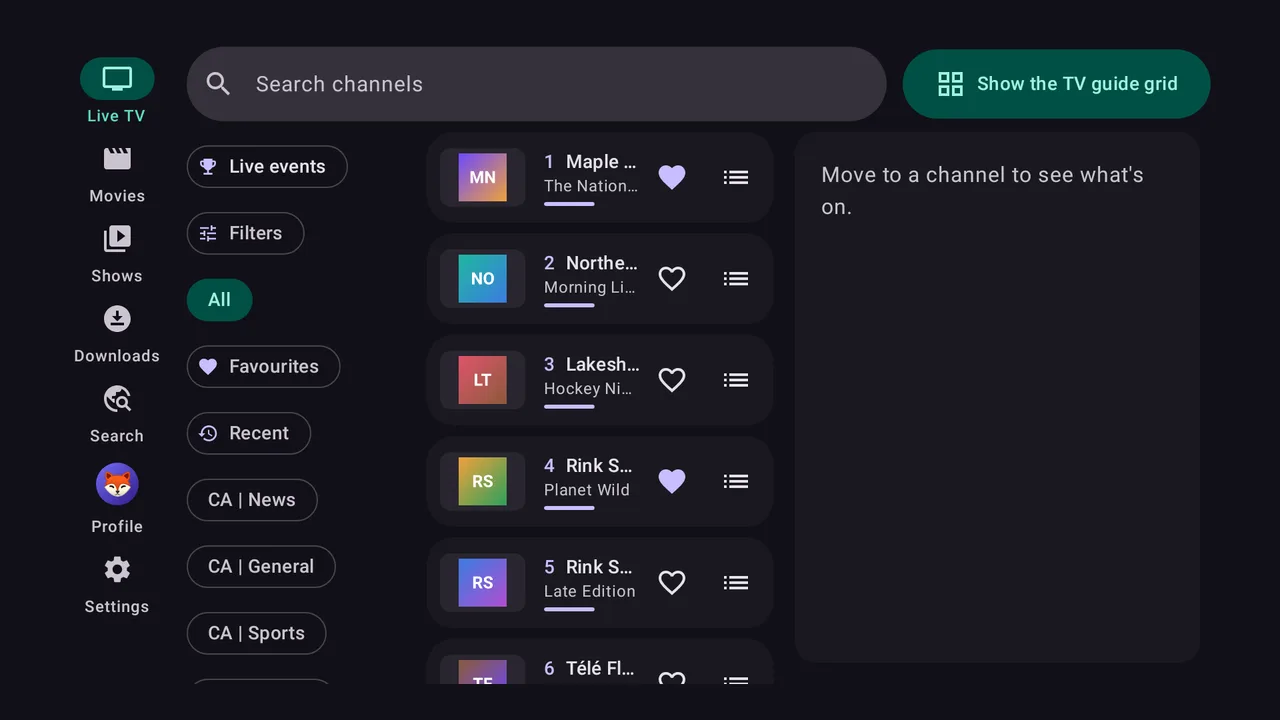 Search channels
Show the TV guide grid
Live TV
Movies
Shows
Downloads
Search
Profile
Settings
Live events
Filters
All
Favourites
Recent
CA | News
CA | General
CA | Sports
MN
1 Maple ...
The Nation...
NO
2 Northe...
Morning Li...
LT
3 Lakesh...
Hockey Ni...
RS
4 Rink S...
Planet Wild
RS
5 Rink S...
Late Edition
TF
6 Télé Fl...
Move to a channel to see what's
on.